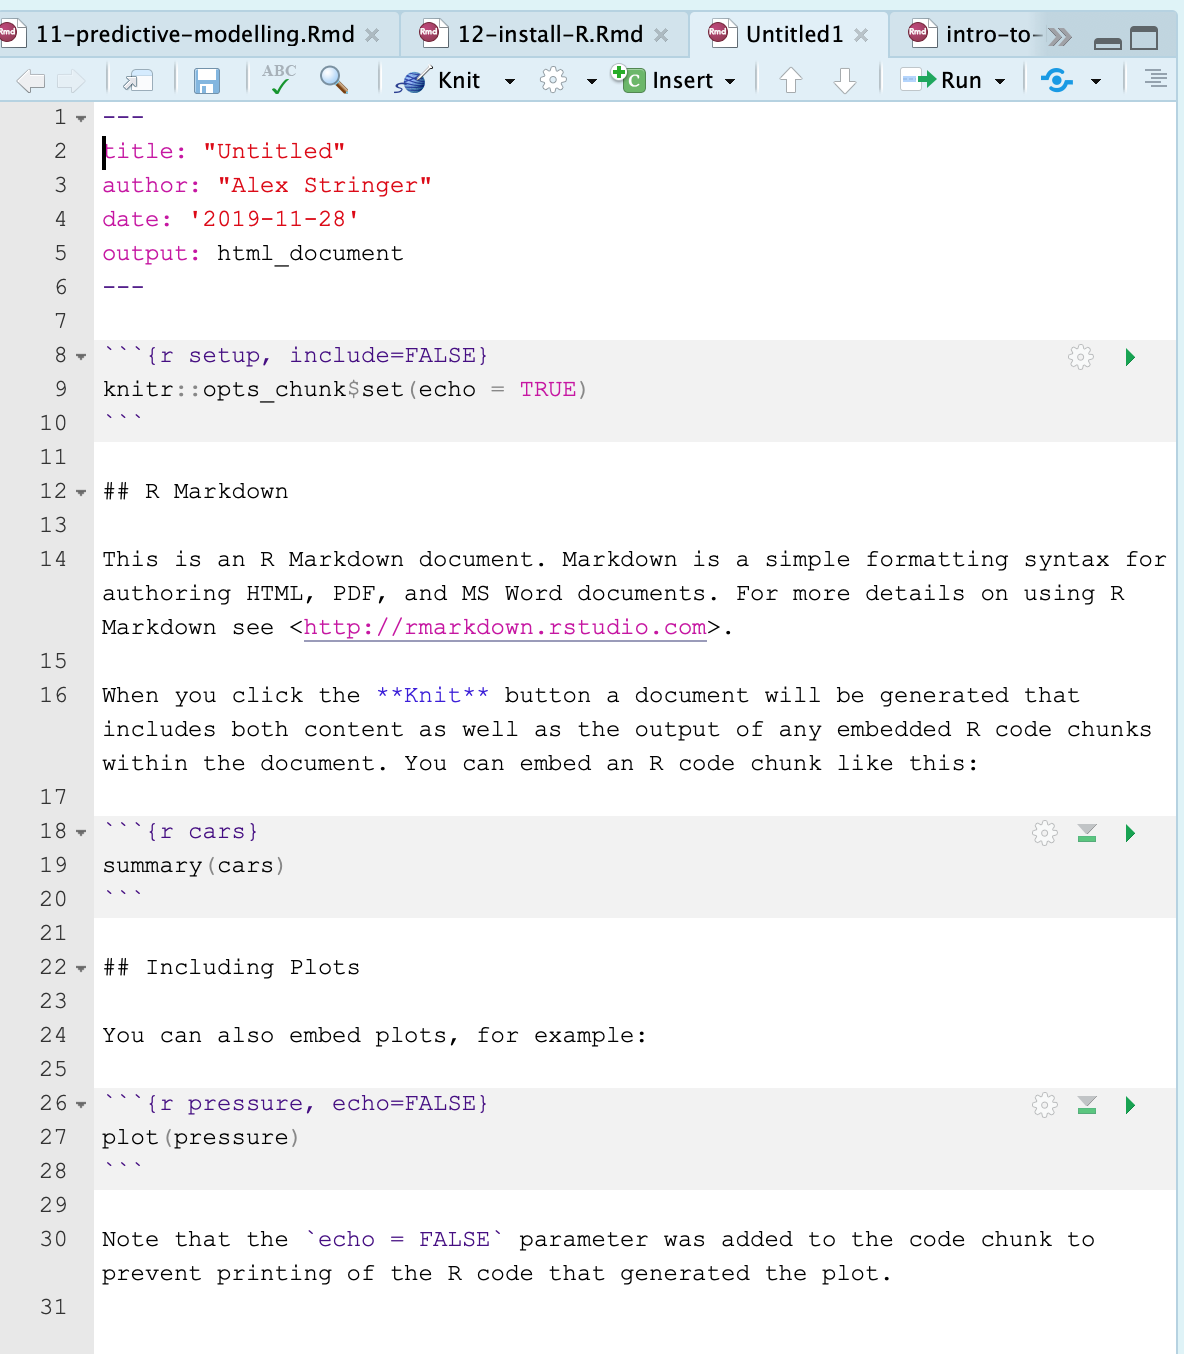 11-predictive-modelling.Rmd 12-install-R.Rmd Untitled1 intro-to-
ABC Knit Insert Run
1 ---
2 title: "Untitled"
3 author: "Alex Stringer"
4 date: '2019-11-28'
5 output: html_document
6 ---
7
8 ```{r setup, include=FALSE}
9 knitr::opts_chunk$set(echo = TRUE)
10 ```
11
12 ## R Markdown
13
14 This is an R Markdown document. Markdown is a simple formatting syntax for
authoring HTML, PDF, and MS Word documents. For more details on using R
Markdown see <http://rmarkdown.rstudio.com>.
15
16 When you click the **Knit** button a document will be generated that
includes both content as well as the output of any embedded R code chunks
within the document. You can embed an R code chunk like this:
17
18 ```{r cars}
19 summary(cars)
20 ```
21
22 ## Including Plots
23
24 You can also embed plots, for example:
25
26 ```{r pressure, echo=FALSE}
27 plot(pressure)
28 ```
29
30 Note that the `echo = FALSE` parameter was added to the code chunk to
prevent printing of the R code that generated the plot.
31